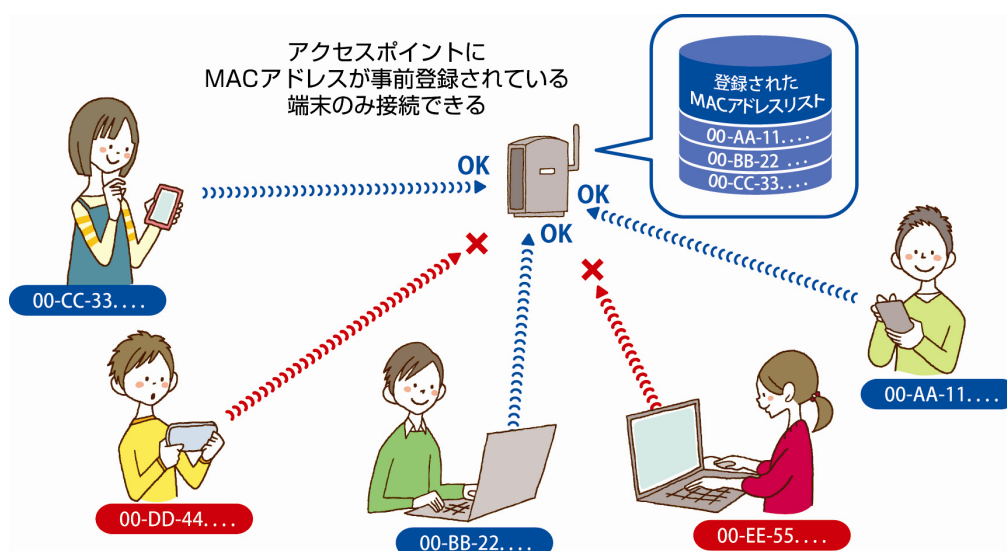 アクセスポイントに
MACアドレスが事前登録されている
端末のみ接続できる
登録された
MACアドレスリスト
00-AA-11....
00-BB-22 ...
00-CC-33....
OK
OK
OK
00-CC-33....
00-AA-11....
00-DD-44....
00-BB-22....
00-EE-55....